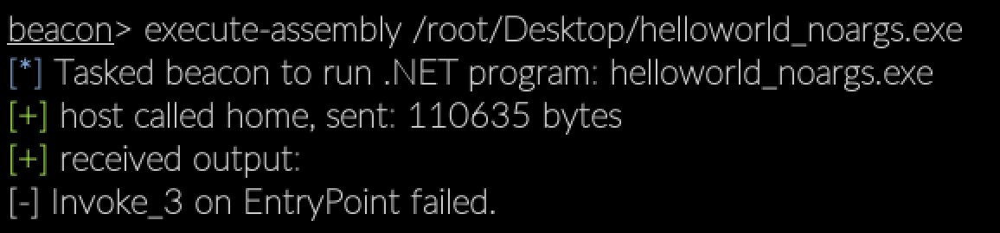 beacon> execute-assembly /root/Desktop/helloworld_noargs.exe
[*] Tasked beacon to run .NET program: helloworld_noargs.exe
[+] host called home, sent: 110635 bytes
[+] received output:
[-] Invoke_3 on EntryPoint failed.